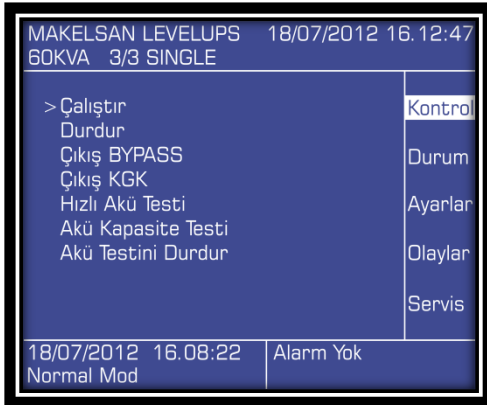 MAKELSAN LEVELUPS 18/07/2012 16.12:47
60KVA 3/3 SINGLE
>Çalıştır
Durdur
Çıkış BYPASS
Çıkış KGK
Hızlı Akü Testi
Akü Kapasite Testi
Akü Testini Durdur
Kontrol
Durum
Ayarlar
Olaylar
Servis
18/07/2012 16.08:22
Normal Mod
Alarm Yok